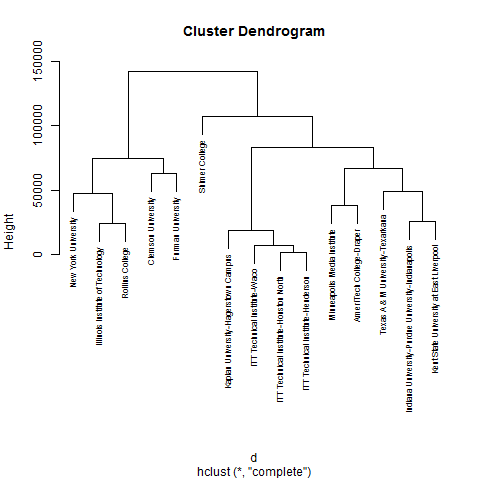 Cluster Dendrogram
Height
150000
100000
50000
0
New York University
Illinois Institute of Technology
Rollins College
Clemson University
Furman University
Shimer College
Kaplan University-Hagerstown Campus
ITT Technical Institute-Waco
ITT Technical Institute-Houston North
ITT Technical Institute-Henderson
Minneapolis Media Institute
AmeriTech College-Draper
Texas A & M University-Texarkana
Indiana University-Purdue University-Indianapolis
Kent State University at East Liverpool
d
hclust (*, "complete")